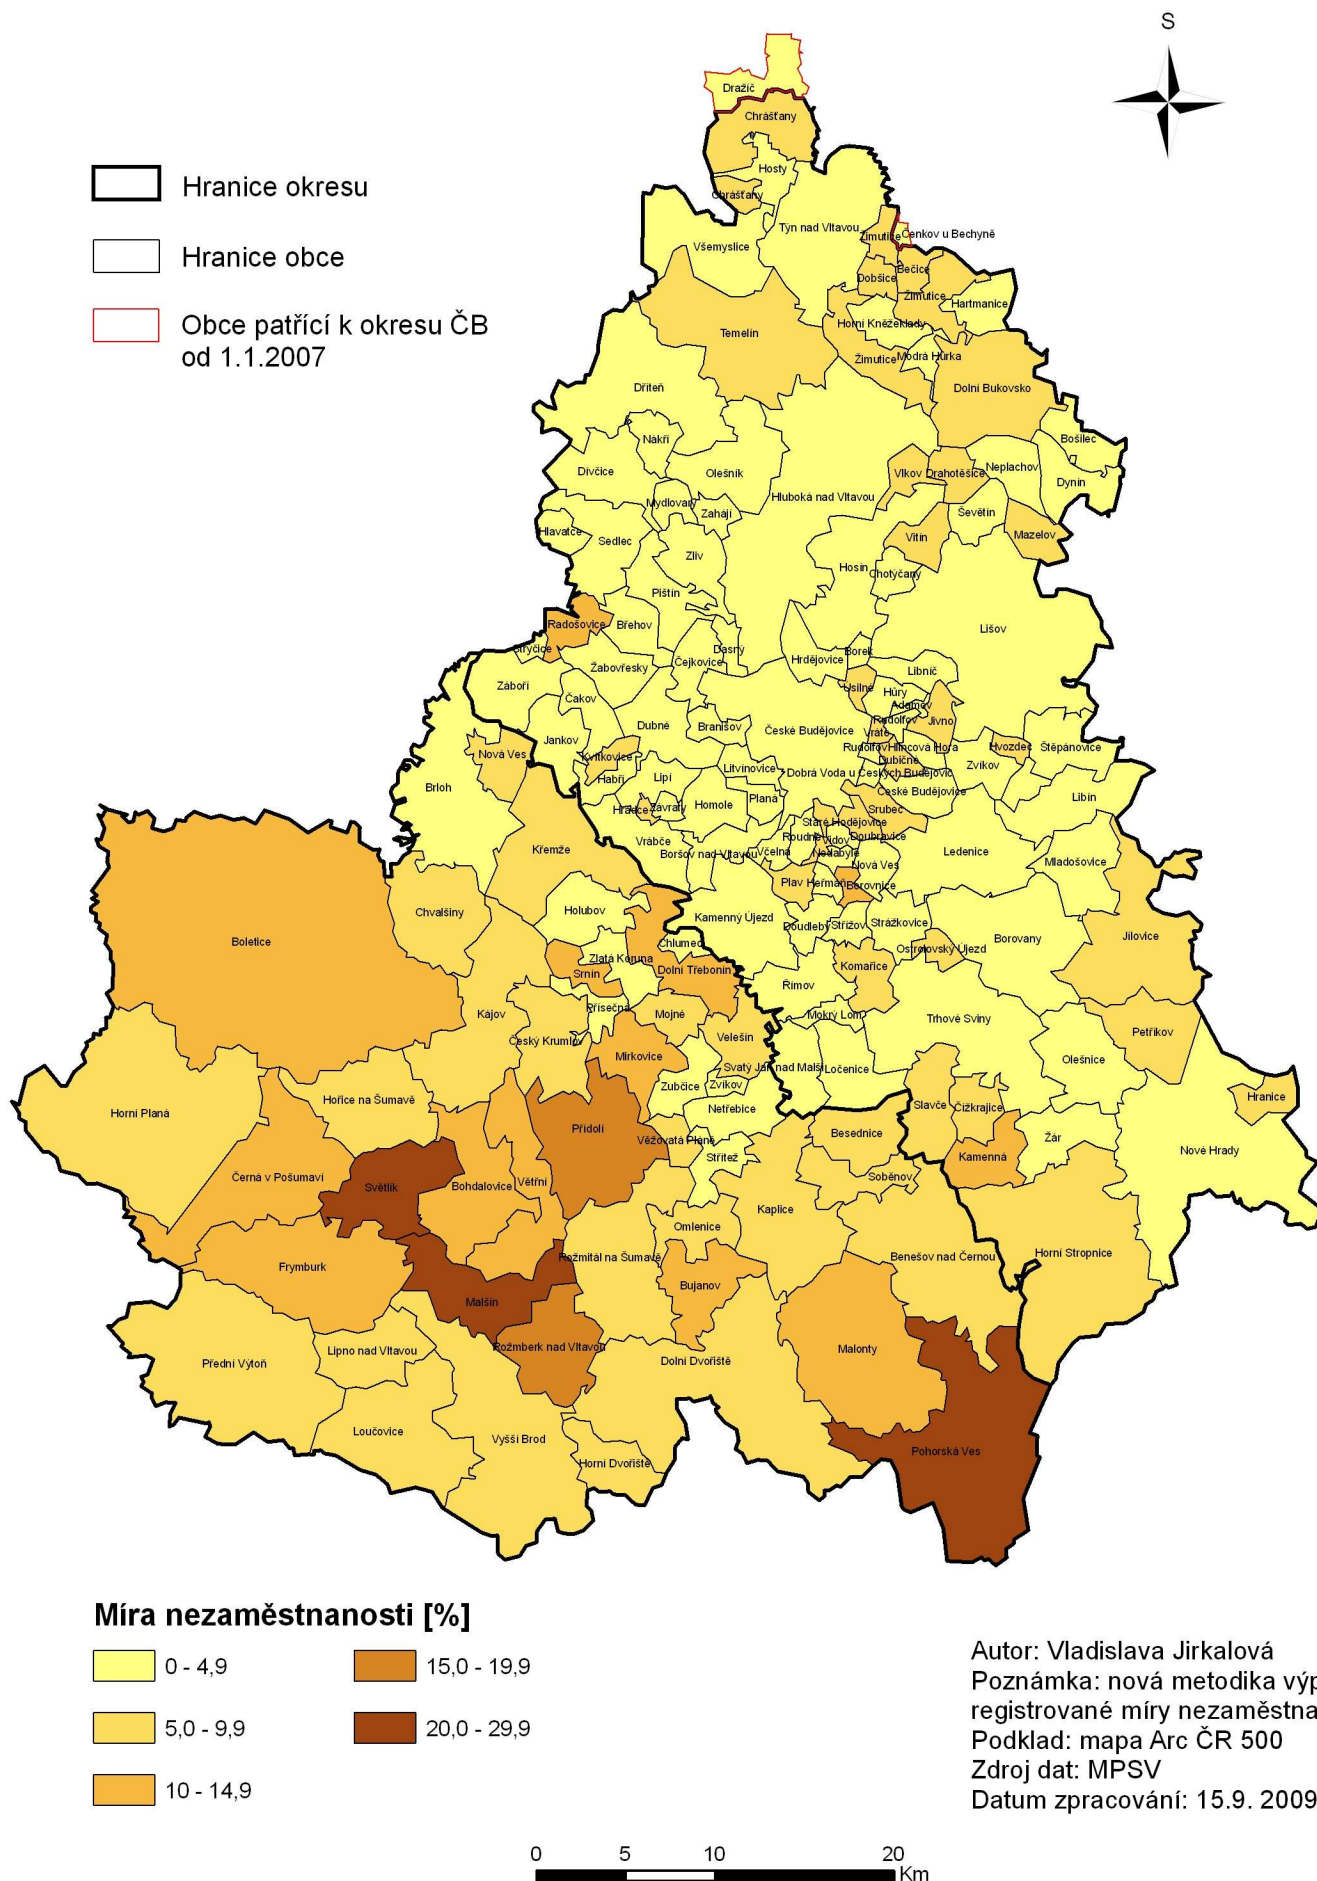 S
Hranice okresu
Hranice obce
Obce patřící k okresu ČB
od 1.1.2007
Dražíč
Chrášťany
Hosty
Chrášťany
Týn nad Vltavou
Všemyslice
Žimutice
Čenkov u Bechyně
Dobšice
Bečice
Žimutice
Hartmanice
Temelín
Horní Kněžeklady
Žimutice
Modrá Hůrka
Dolní Bukovsko
Dříteň
Nákří
Bošilec
Dívčice
Olešník
Vlkov
Drahotěšice
Neplachov
Dynín
Hluboká nad Vltavou
Mydlovary
Zahájí
Ševětín
Hlavatce
Sedlec
Zliv
Vitín
Mazelov
Hosín
Chotýčany
Pištín
Radošovice
Břehov
Lišov
Strýčice
Dasný
Čejkovice
Hrdějovice
Borek
Žabovřesky
Libníč
Záboří
Čakov
Úsilné
Hůry
Adamov
Dubné
Branišov
České Budějovice
Rudolfov
Jivno
Vráto
Jankov
Nová Ves
Kvítkovice
Rudolfov
Hlincová Hora
Hvozdec
Štěpánovice
Dubičné
Zvíkov
Brloh
Habří
Lipí
Litvínovice
Dobrá Voda u Českých Budějovic
Libín
Hradce
Závraty
Homole
Planá
České Budějovice
Srubec
Staré Hodějovice
Vrábče
Roudné
Vidov
Doubravice
Křemže
Boršov nad Vltavou
Včelná
Nedabyle
Nová Ves
Ledenice
Mladošovice
Plav
Heřmaň
Borovnice
Chvalšiny
Holubov
Kamenný Újezd
Doudleby
Střížov
Strážkovice
Borovany
Jílovice
Boletice
Chlumec
Zlatá Koruna
Ostrolovský Újezd
Srnín
Dolní Třebonín
Komařice
Římov
Kájov
Přísečná
Mojné
Mokrý Lom
Trhové Sviny
Petříkov
Český Krumlov
Velešín
Mirkovice
Svatý Jan nad Malší
Ločenice
Olešnice
Zubčice
Zvíkov
Hořice na Šumavě
Netřebice
Slavče
Čížkrajice
Hranice
Horní Planá
Přídolí
Věžovatá Pláně
Besednice
Žár
Střítež
Kamenná
Nové Hrady
Černá v Pošumaví
Světlík
Bohdalovice
Větřní
Soběnov
Kaplice
Omlenice
Rožmitál na Šumavě
Benešov nad Černou
Horní Stropnice
Frymburk
Bujanov
Malšín
Rožmberk nad Vltavou
Malonty
Lipno nad Vltavou
Přední Výtoň
Dolní Dvořiště
Loučovice
Vyšší Brod
Pohorská Ves
Horní Dvořiště
Míra nezaměstnanosti [%]
0 - 4,9
15,0 - 19,9
5,0 - 9,9
20,0 - 29,9
10 - 14,9
Autor: Vladislava Jirkalová
Poznámka: nová metodika výp
registrované míry nezaměstna
Podklad: mapa Arc ČR 500
Zdroj dat: MPSV
Datum zpracování: 15.9. 2009
0 5 10 20
Km